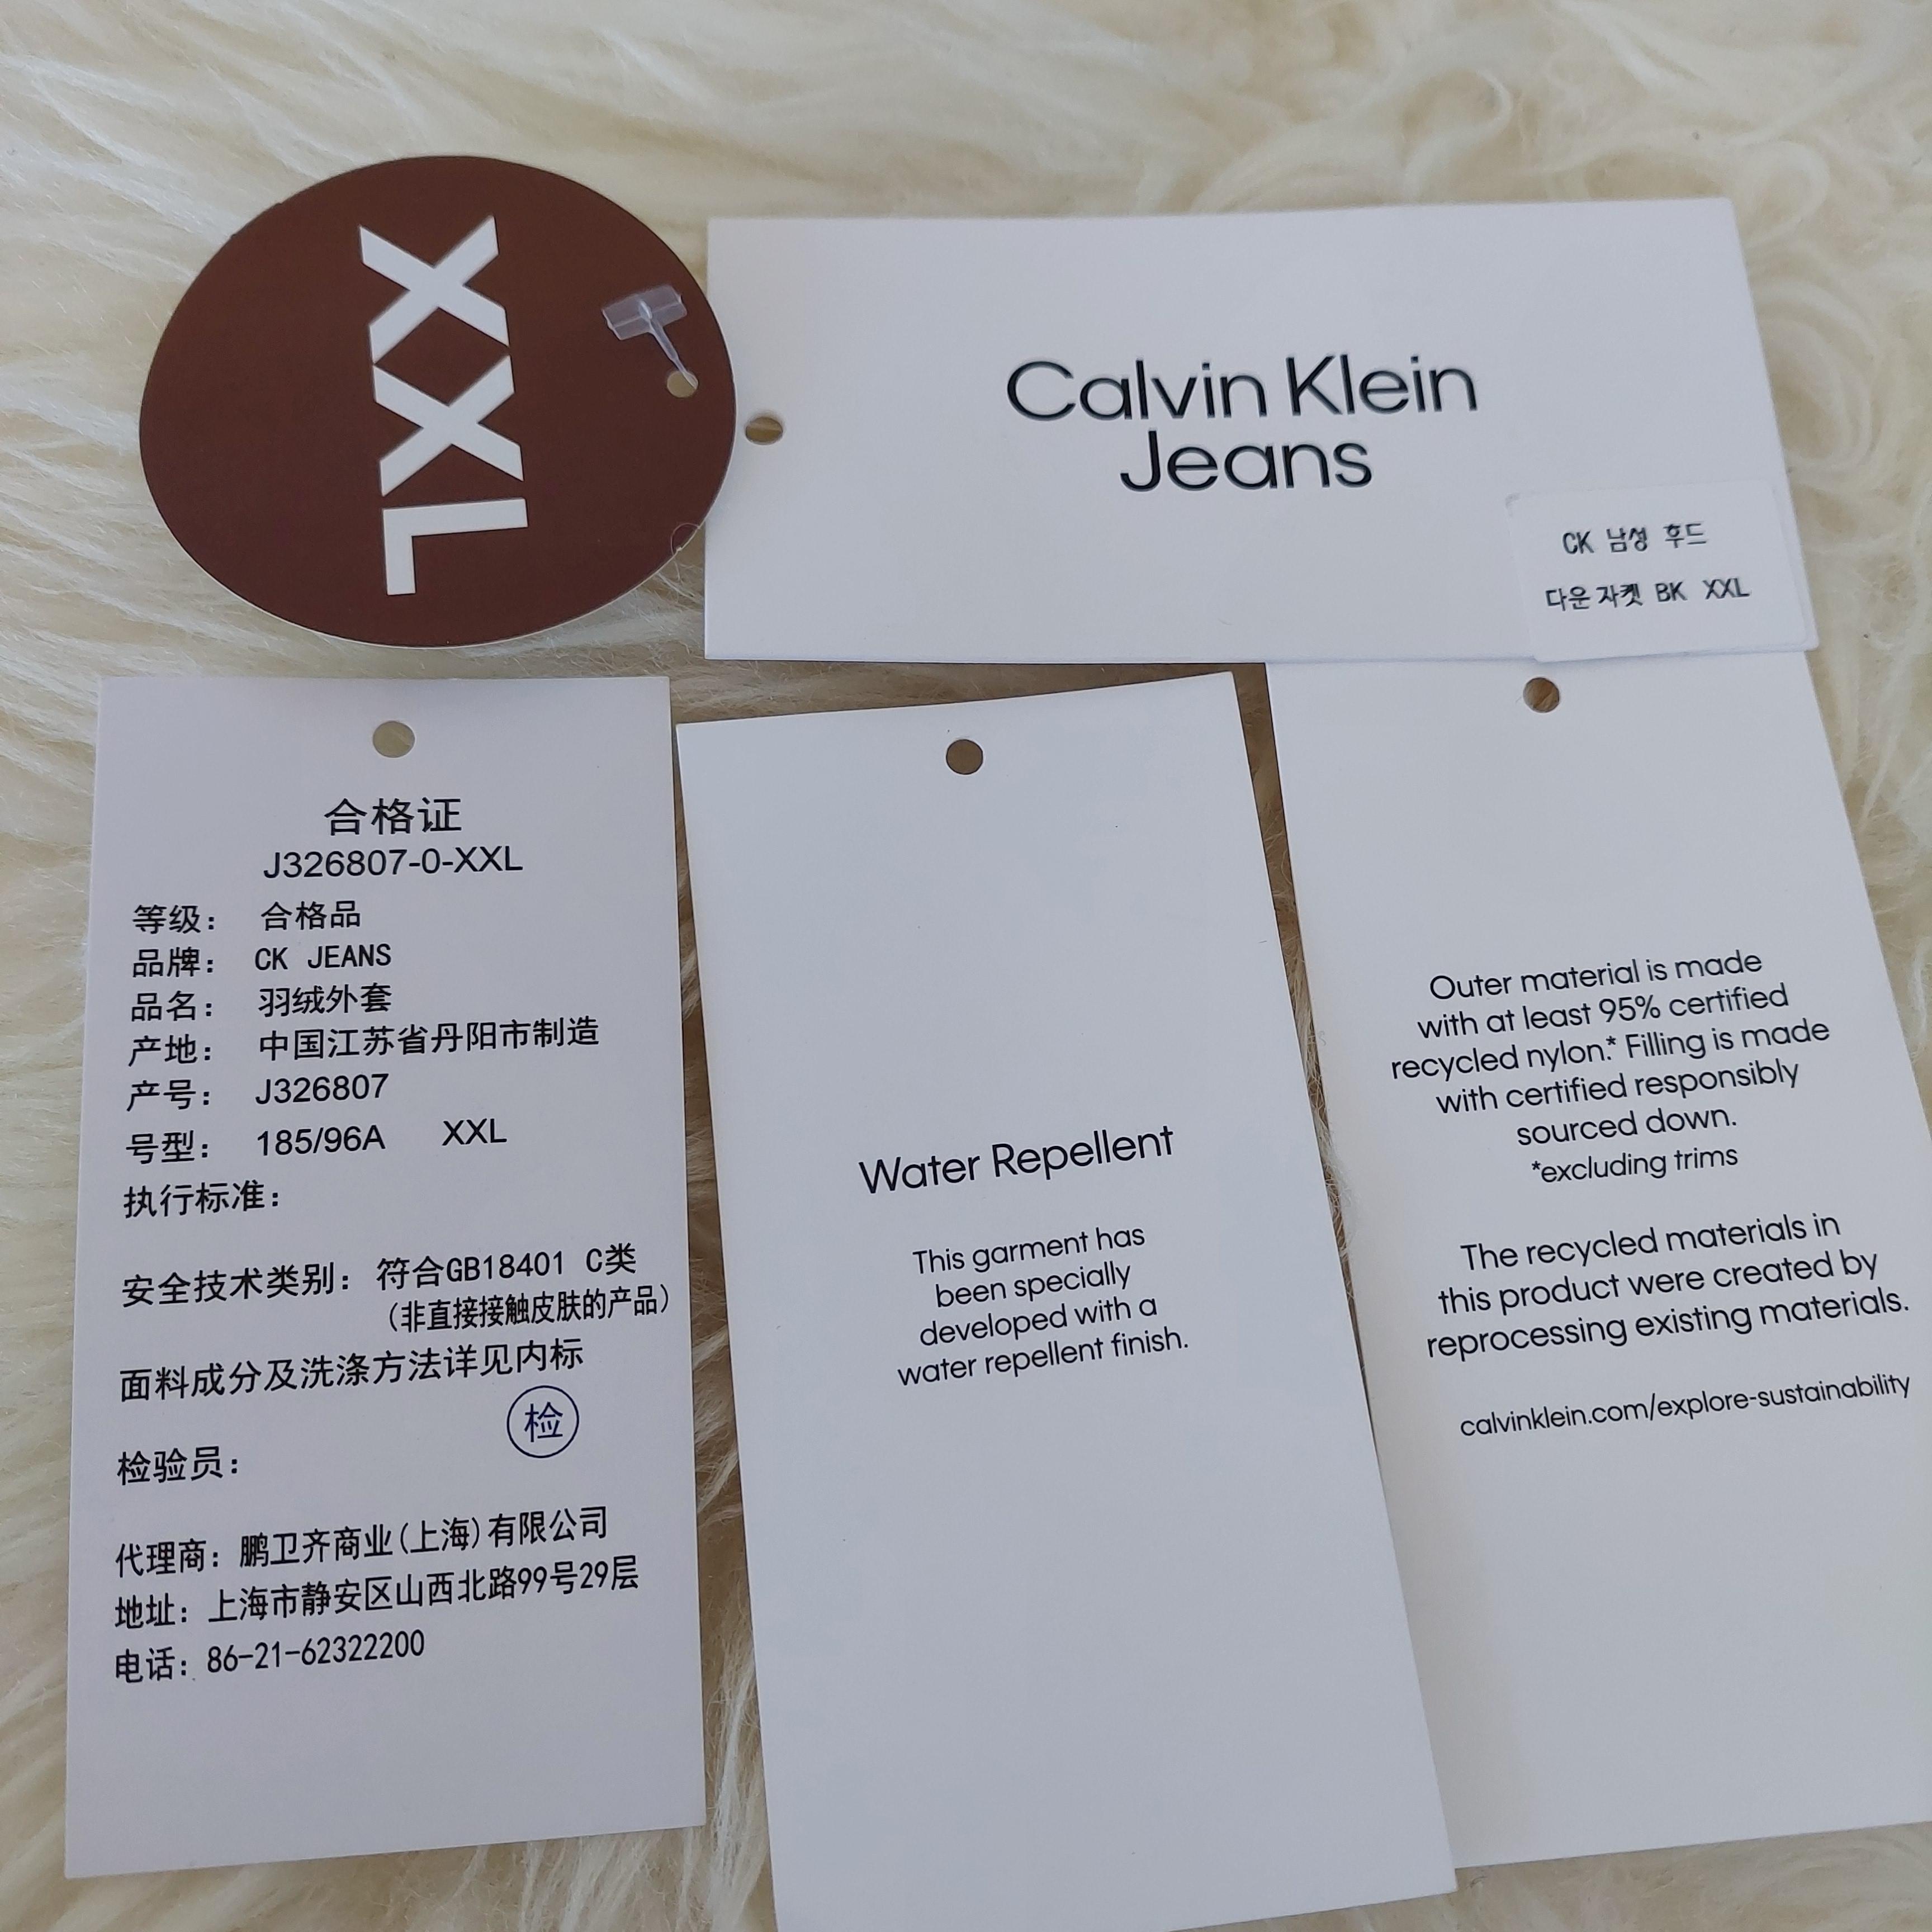 XXL
Calvin Klein
Jeans
CK 남성 후드
다운자켓 BK XXL
合格证
J326807-0-XXL
等级： 合格品
品牌： CK JEANS
品名： 羽绒外套
产地： 中国江苏省丹阳市制造
产号： J326807
号型： 185/96A XXL
执行标准：
安全技术类别：符合GB18401 C类
（非直接接触皮肤的产品）
面料成分及洗涤方法详见内标
检
检验员：
代理商：鹏卫齐商业(上海)有限公司
地址：上海市静安区山西北路99号29层
电话：86-21-62322200
Water Repellent
This garment has
been specially
developed with a
water repellent finish.
Outer material is made
with at least 95% certified
recycled nylon.* Filling is made
with certified responsibly
sourced down.
*excluding trims
The recycled materials in
this product were created by
reprocessing existing materials.
calvinklein.com/explore-sustainability